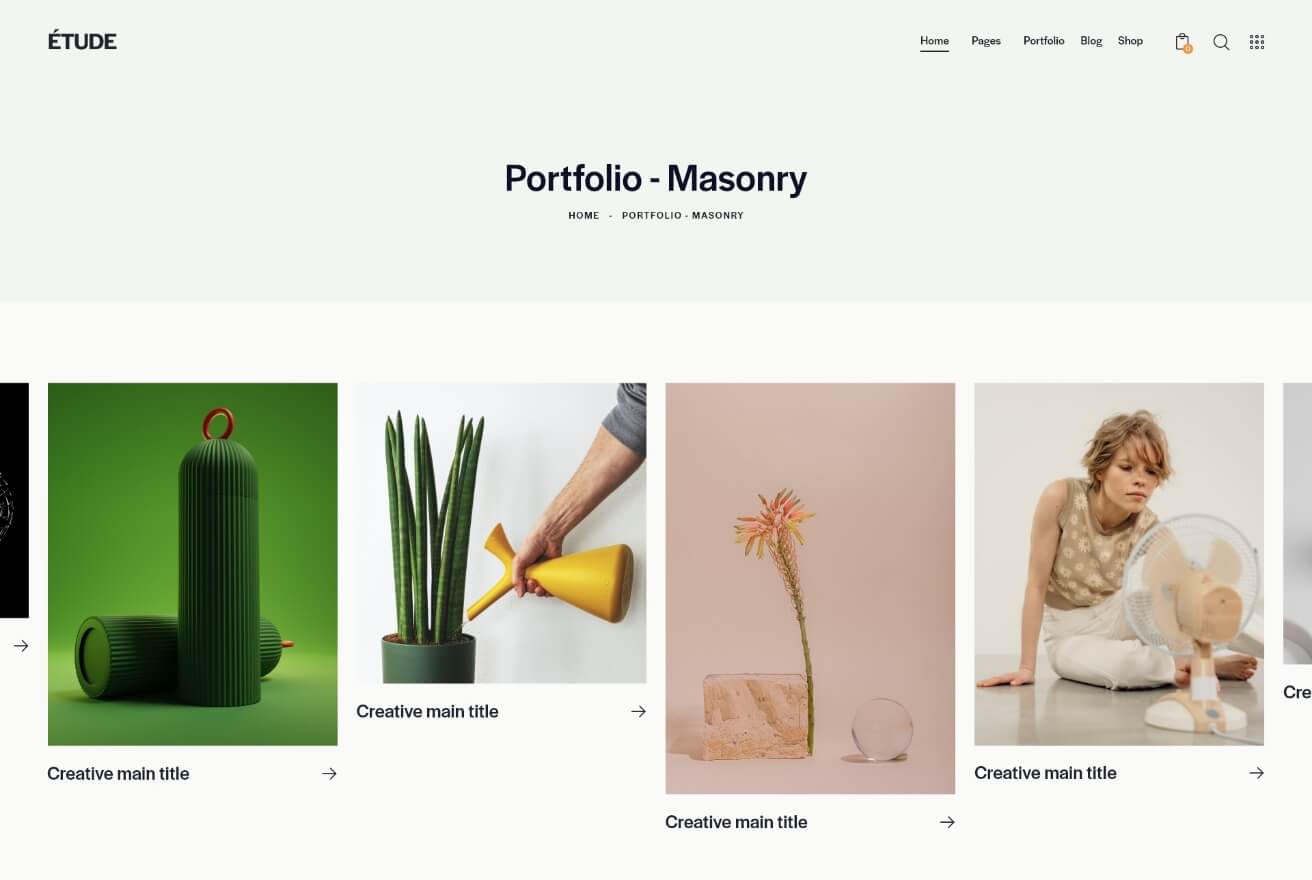 ÉTUDE
Home Pages Portfolio Blog Shop
0
Portfolio - Masonry
HOME - PORTFOLIO - MASONRY
Creative main title
Creative main title
Creative main title
Creative main title
Cre